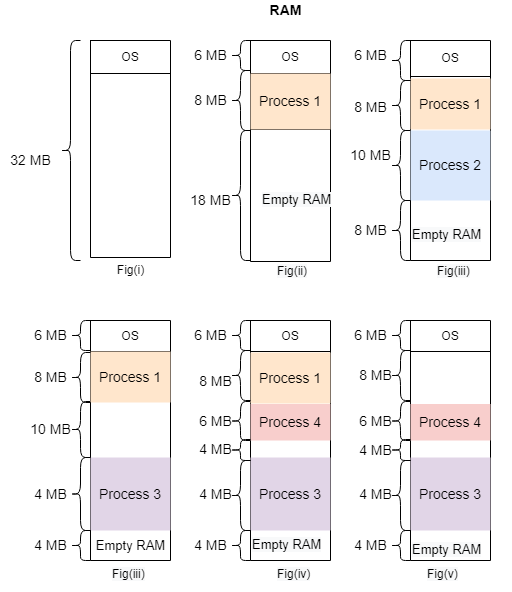 RAM
32 MB
OS
Fig(i)
6 MB
8 MB
18 MB
OS
Process 1
Empty RAM
Fig(ii)
6 MB
8 MB
10 MB
8 MB
OS
Process 1
Process 2
Empty RAM
Fig(iii)
6 MB
8 MB
10 MB
4 MB
4 MB
OS
Process 1
Process 3
Empty RAM
Fig(iii)
6 MB
8 MB
6 MB
4 MB
4 MB
4 MB
OS
Process 1
Process 4
Process 3
Empty RAM
Fig(iv)
6 MB
8 MB
6 MB
4 MB
4 MB
4 MB
OS
Process 4
Process 3
Empty RAM
Fig(v)